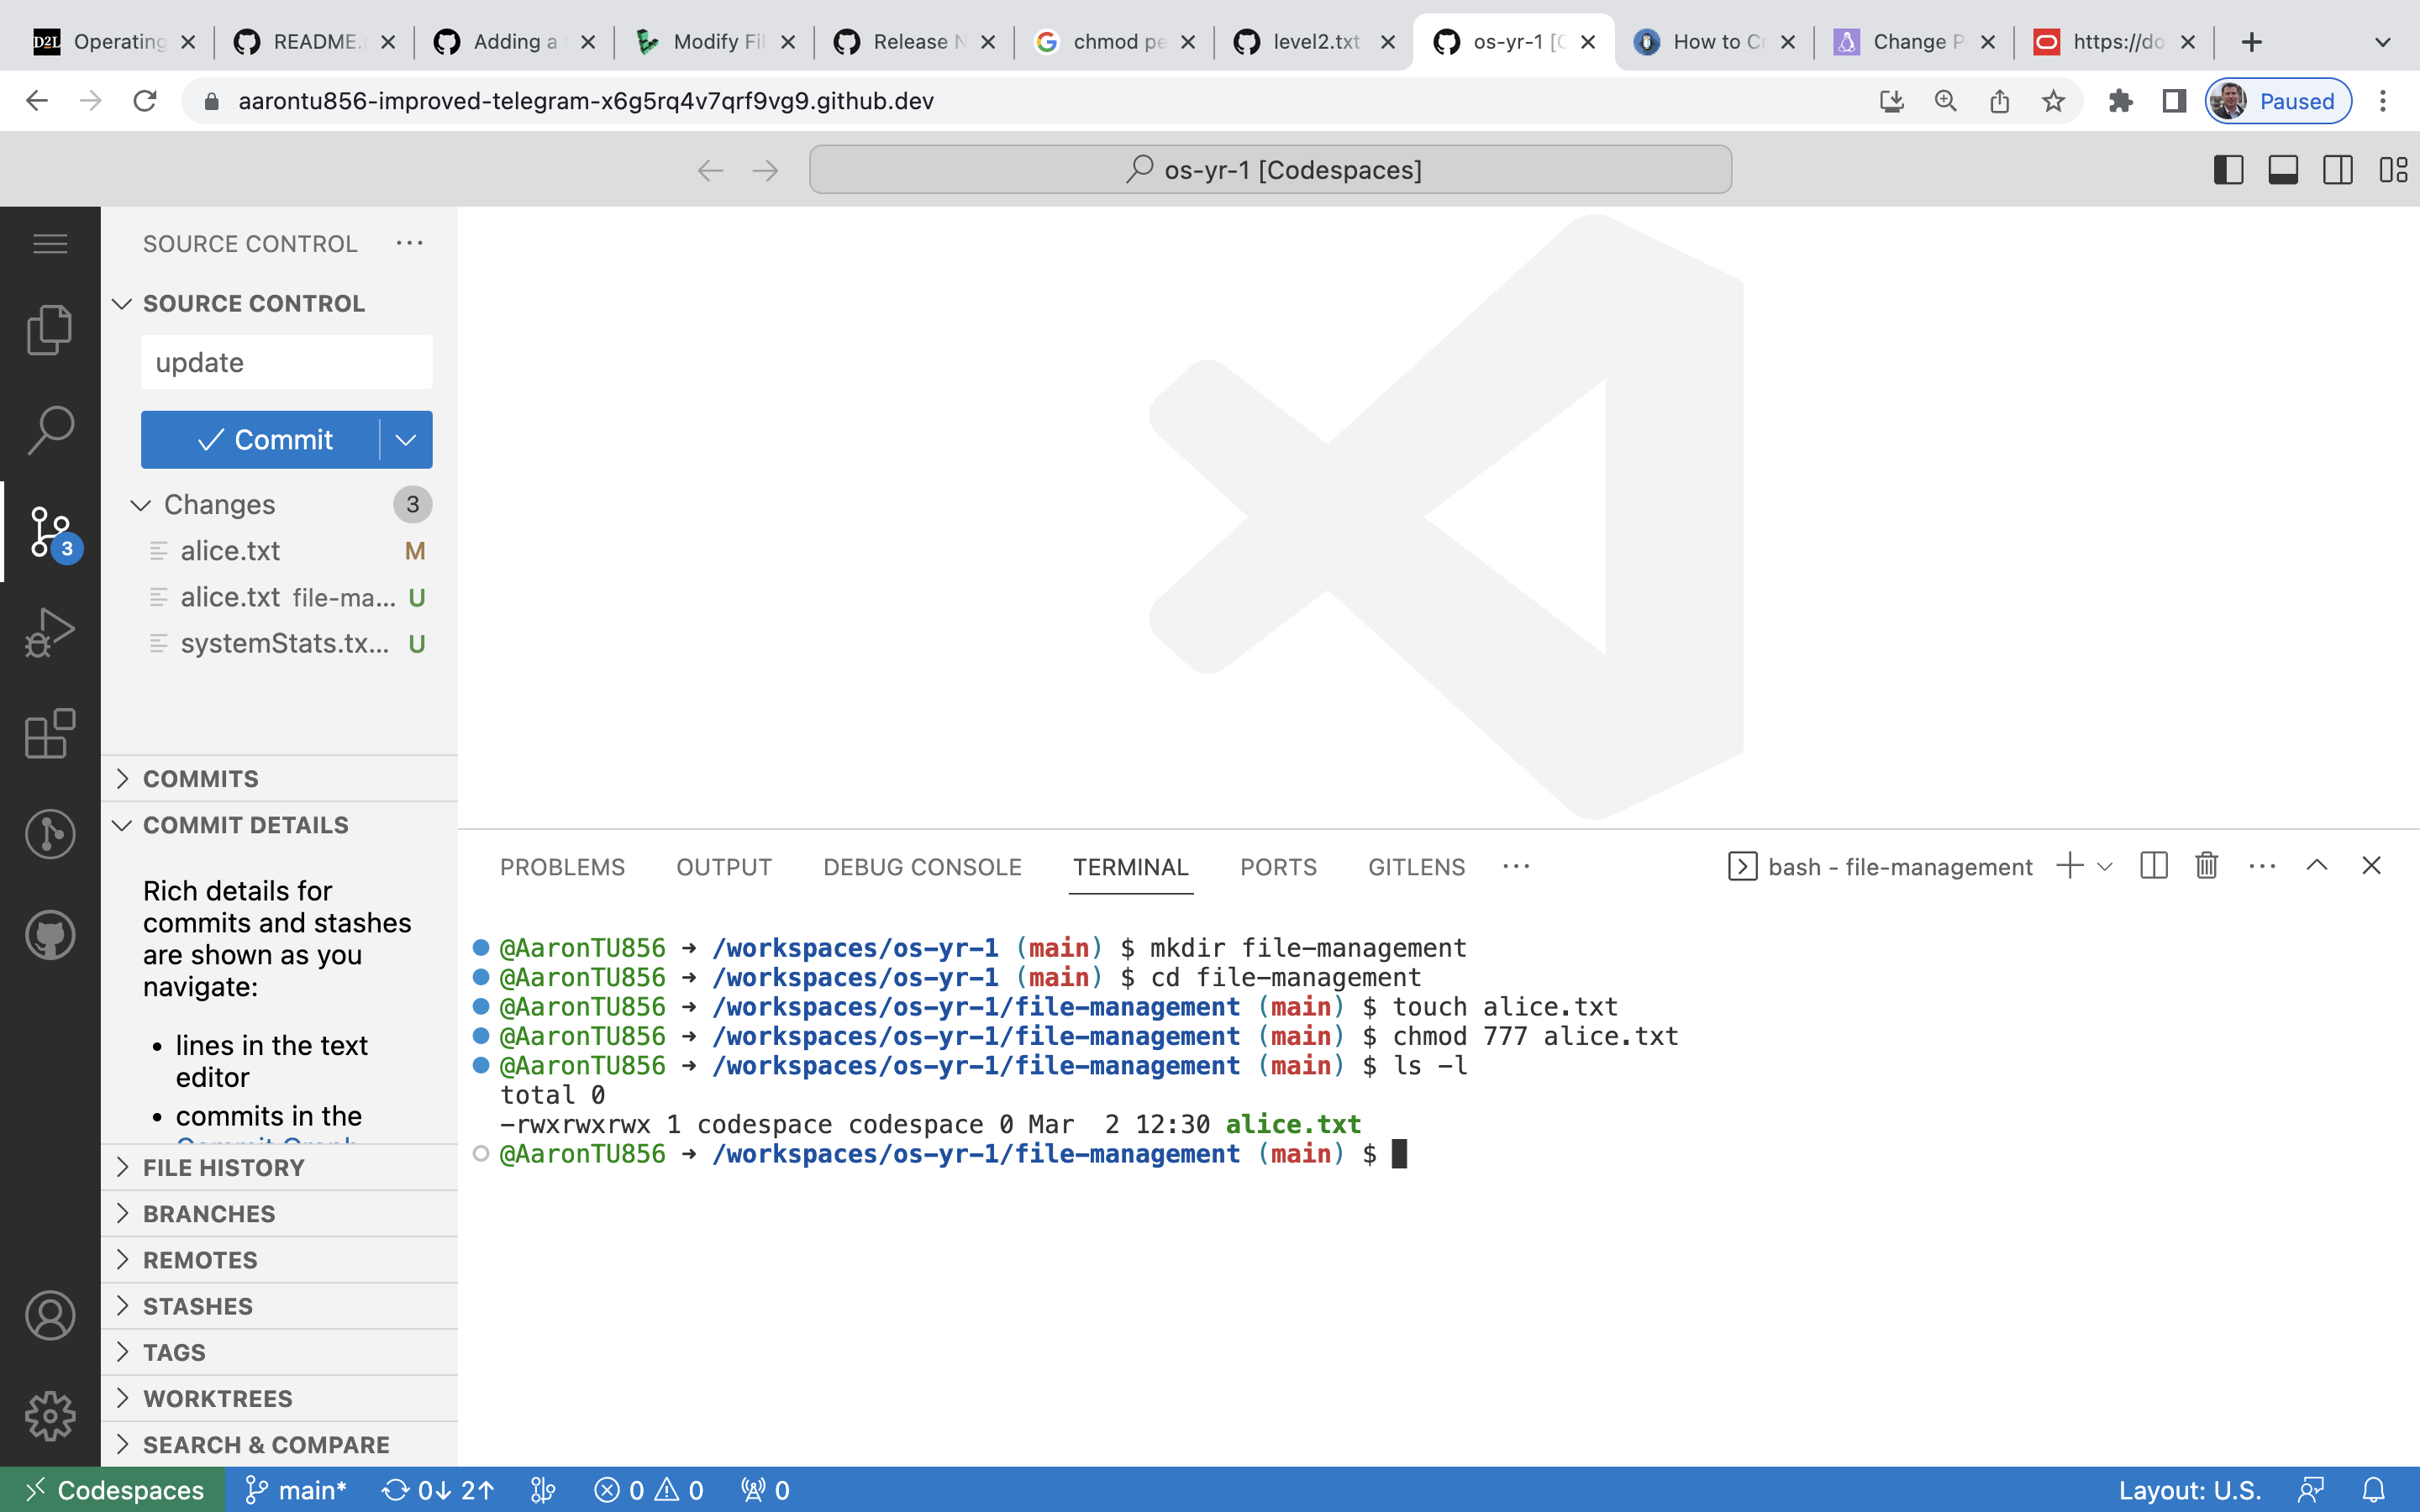 D2L Operating
README.
Adding a
Modify Fil
Release N
chmod pe
level2.txt
os-yr-1 [C
How to Cr
Change P
https://do
aarontu856-improved-telegram-x6g5rq4v7qrf9vg9.github.dev
Paused
os-yr-1 [Codespaces]
SOURCE CONTROL
SOURCE CONTROL
update
Commit
Changes 3
alice.txt M
alice.txt file-ma... U
systemStats.tx... U
3
COMMITS
COMMIT DETAILS
Rich details for
commits and stashes
are shown as you
navigate:
• lines in the text
editor
• commits in the
Commit Graph
FILE HISTORY
BRANCHES
REMOTES
STASHES
TAGS
WORKTREES
SEARCH & COMPARE
PROBLEMS OUTPUT DEBUG CONSOLE TERMINAL PORTS GITLENS
bash - file-management
@AaronTU856 → /workspaces/os-yr-1 (main) $ mkdir file-management
@AaronTU856 → /workspaces/os-yr-1 (main) $ cd file-management
@AaronTU856 → /workspaces/os-yr-1/file-management (main) $ touch alice.txt
@AaronTU856 → /workspaces/os-yr-1/file-management (main) $ chmod 777 alice.txt
@AaronTU856 → /workspaces/os-yr-1/file-management (main) $ ls -l
total 0
-rwxrwxrwx 1 codespace codespace 0 Mar  2 12:30 alice.txt
@AaronTU856 → /workspaces/os-yr-1/file-management (main) $
Codespaces main* 0↓ 2↑ 0 0 0 Layout: U.S.